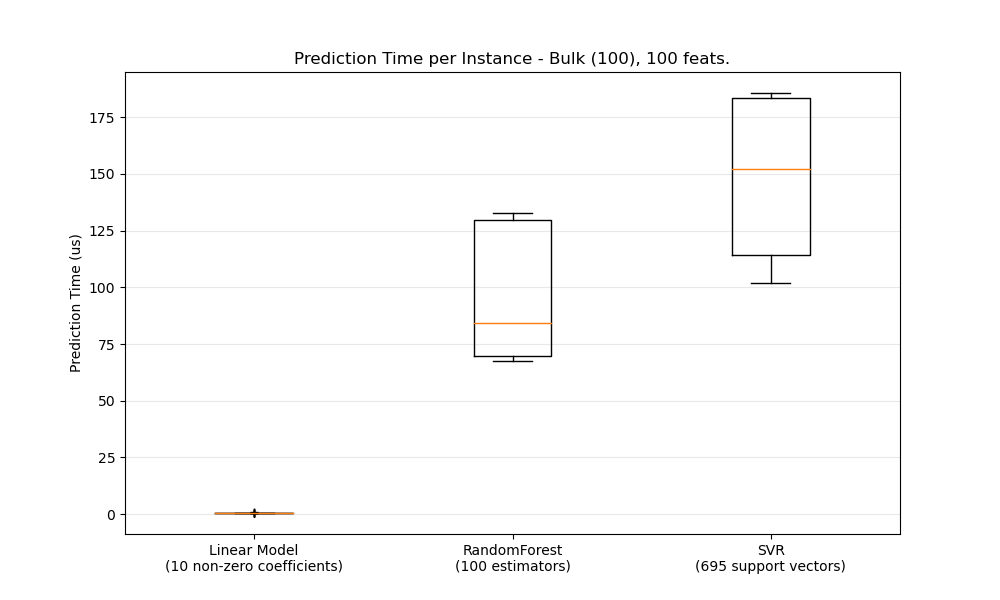 Prediction Time per Instance - Bulk (100), 100 feats.
Prediction Time (us)
175
150
125
100
75
50
25
0
Linear Model
(10 non-zero coefficients)
RandomForest
(100 estimators)
SVR
(695 support vectors)